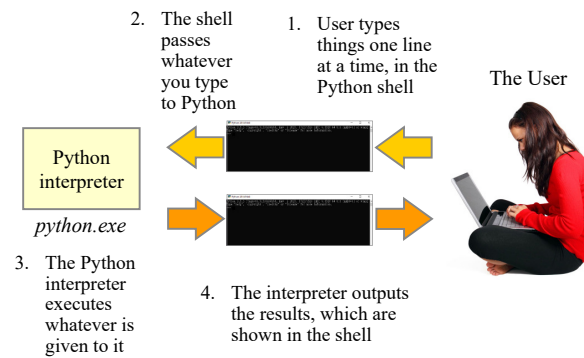 2. The shell
passes
whatever
you type
to Python
1. User types
things one line
at a time, in the
Python shell
The User
Python
interpreter
python.exe
3. The Python
interpreter
executes
whatever is
given to it
4. The interpreter outputs
the results, which are
shown in the shell